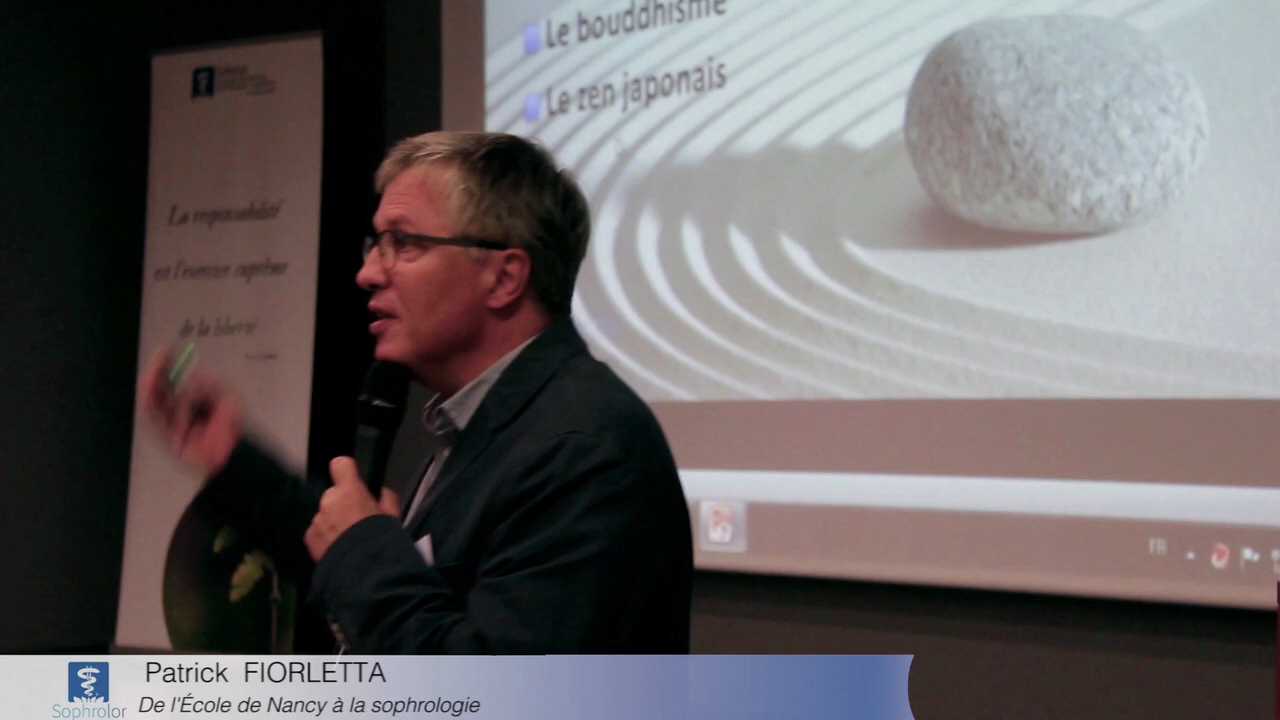 Le bouddhisme
Le zen japonais
La reponsabilité
est l'exercice suprême
de la liberté
FR
Patrick FIORLETTA
De l'École de Nancy à la sophrologie
Sophrolor